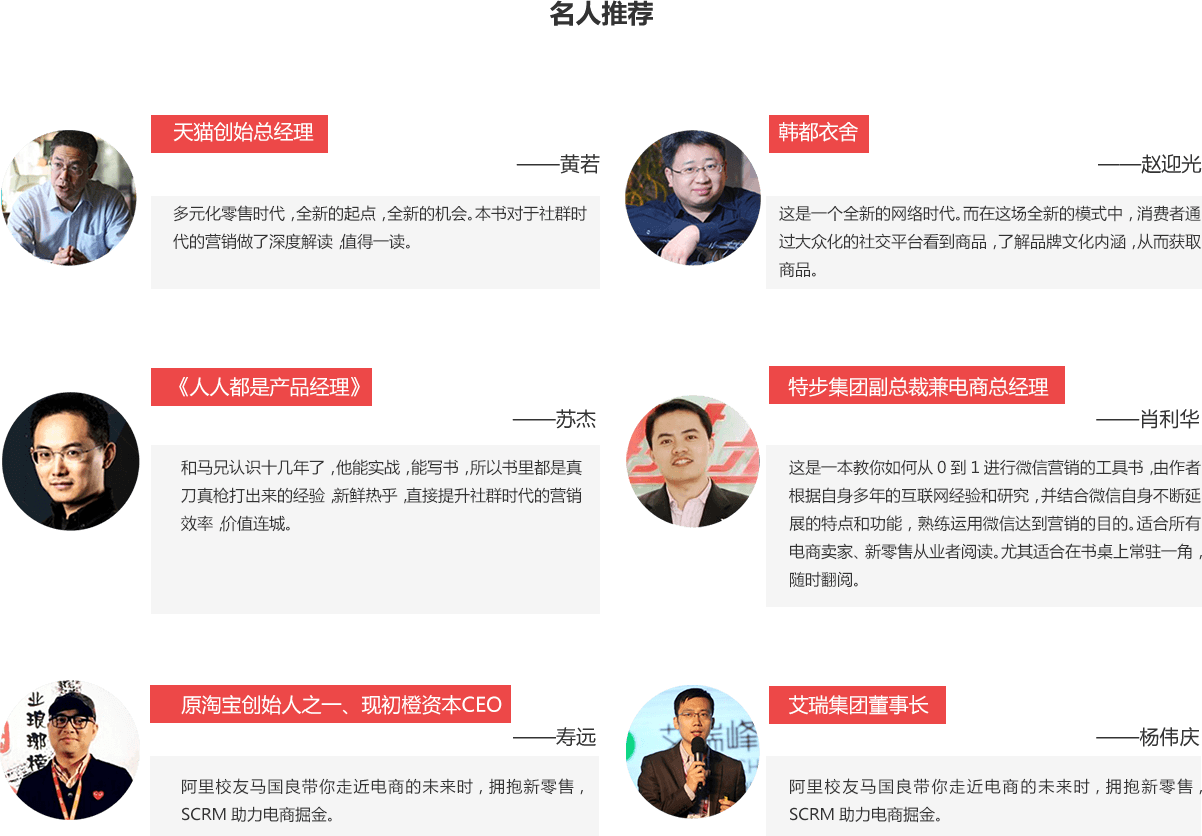 名人推荐
天猫创始总经理
——黄若
多元化零售时代,全新的起点,全新的机会。本书对于社群时
代的营销做了深度解读,值得一读。
韩都衣舍
——赵迎光
这是一个全新的网络时代。而在这场全新的模式中,消费者通
过大众化的社交平台看到商品,了解品牌文化内涵,从而获取
商品。
《人人都是产品经理》
——苏杰
和马兄认识十几年了,他能实战,能写书,所以书里都是真
刀真枪打出来的经验,新鲜热乎,直接提升社群时代的营销
效率,价值连城。
特步集团副总裁兼电商总经理
——肖利华
这是一本教你如何从0到1进行微信营销的工具书,由作者
根据自身多年的互联网经验和研究,并结合微信自身不断延
展的特点和功能,熟练运用微信达到营销的目的。适合所有
电商卖家、新零售从业者阅读。尤其适合在书桌上常驻一角,
随时翻阅。
业
琅琊榜
原淘宝创始人之一、现初橙资本CEO
——寿远
阿里校友马国良带你走近电商的未来时,拥抱新零售,
SCRM 助力电商掘金。
艾瑞峰
艾瑞集团董事长
——杨伟庆
阿里校友马国良带你走近电商的未来时,拥抱新零售,
SCRM 助力电商掘金。